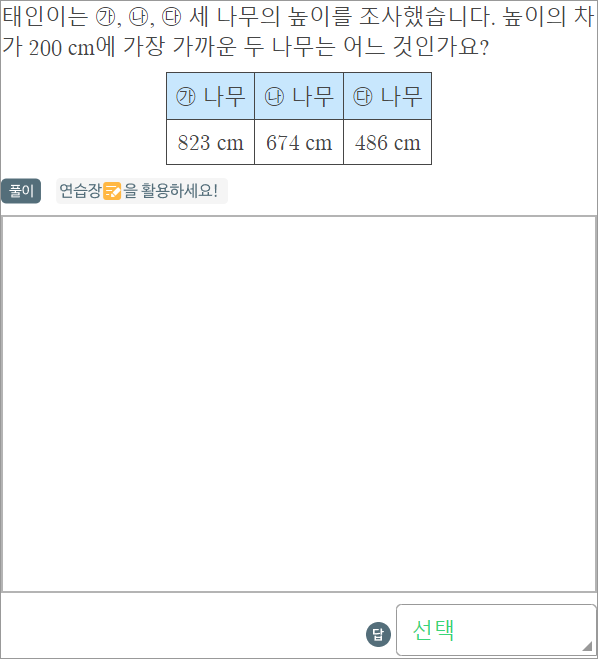 태인이는 ㉮, ㉯, ㉰ 세 나무의 높이를 조사했습니다. 높이의 차
가 200 cm에 가장 가까운 두 나무는 어느 것인가요?
㉮ 나무 ㉯ 나무 ㉰ 나무
823 cm 674 cm 486 cm
풀이 연습장을 활용하세요!
답 선택